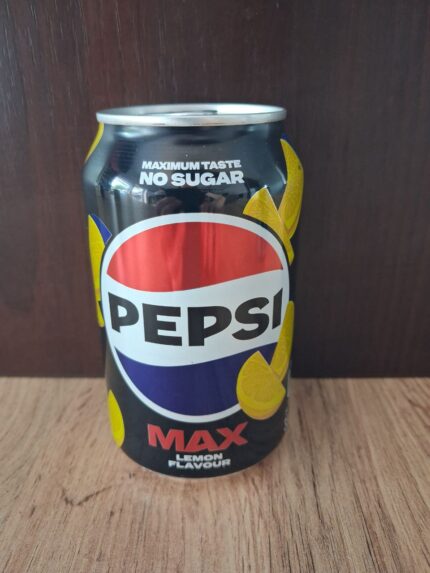 MAXIMUM TASTE
NO SUGAR
PEPSI
MAX
LEMON
FLAVOUR